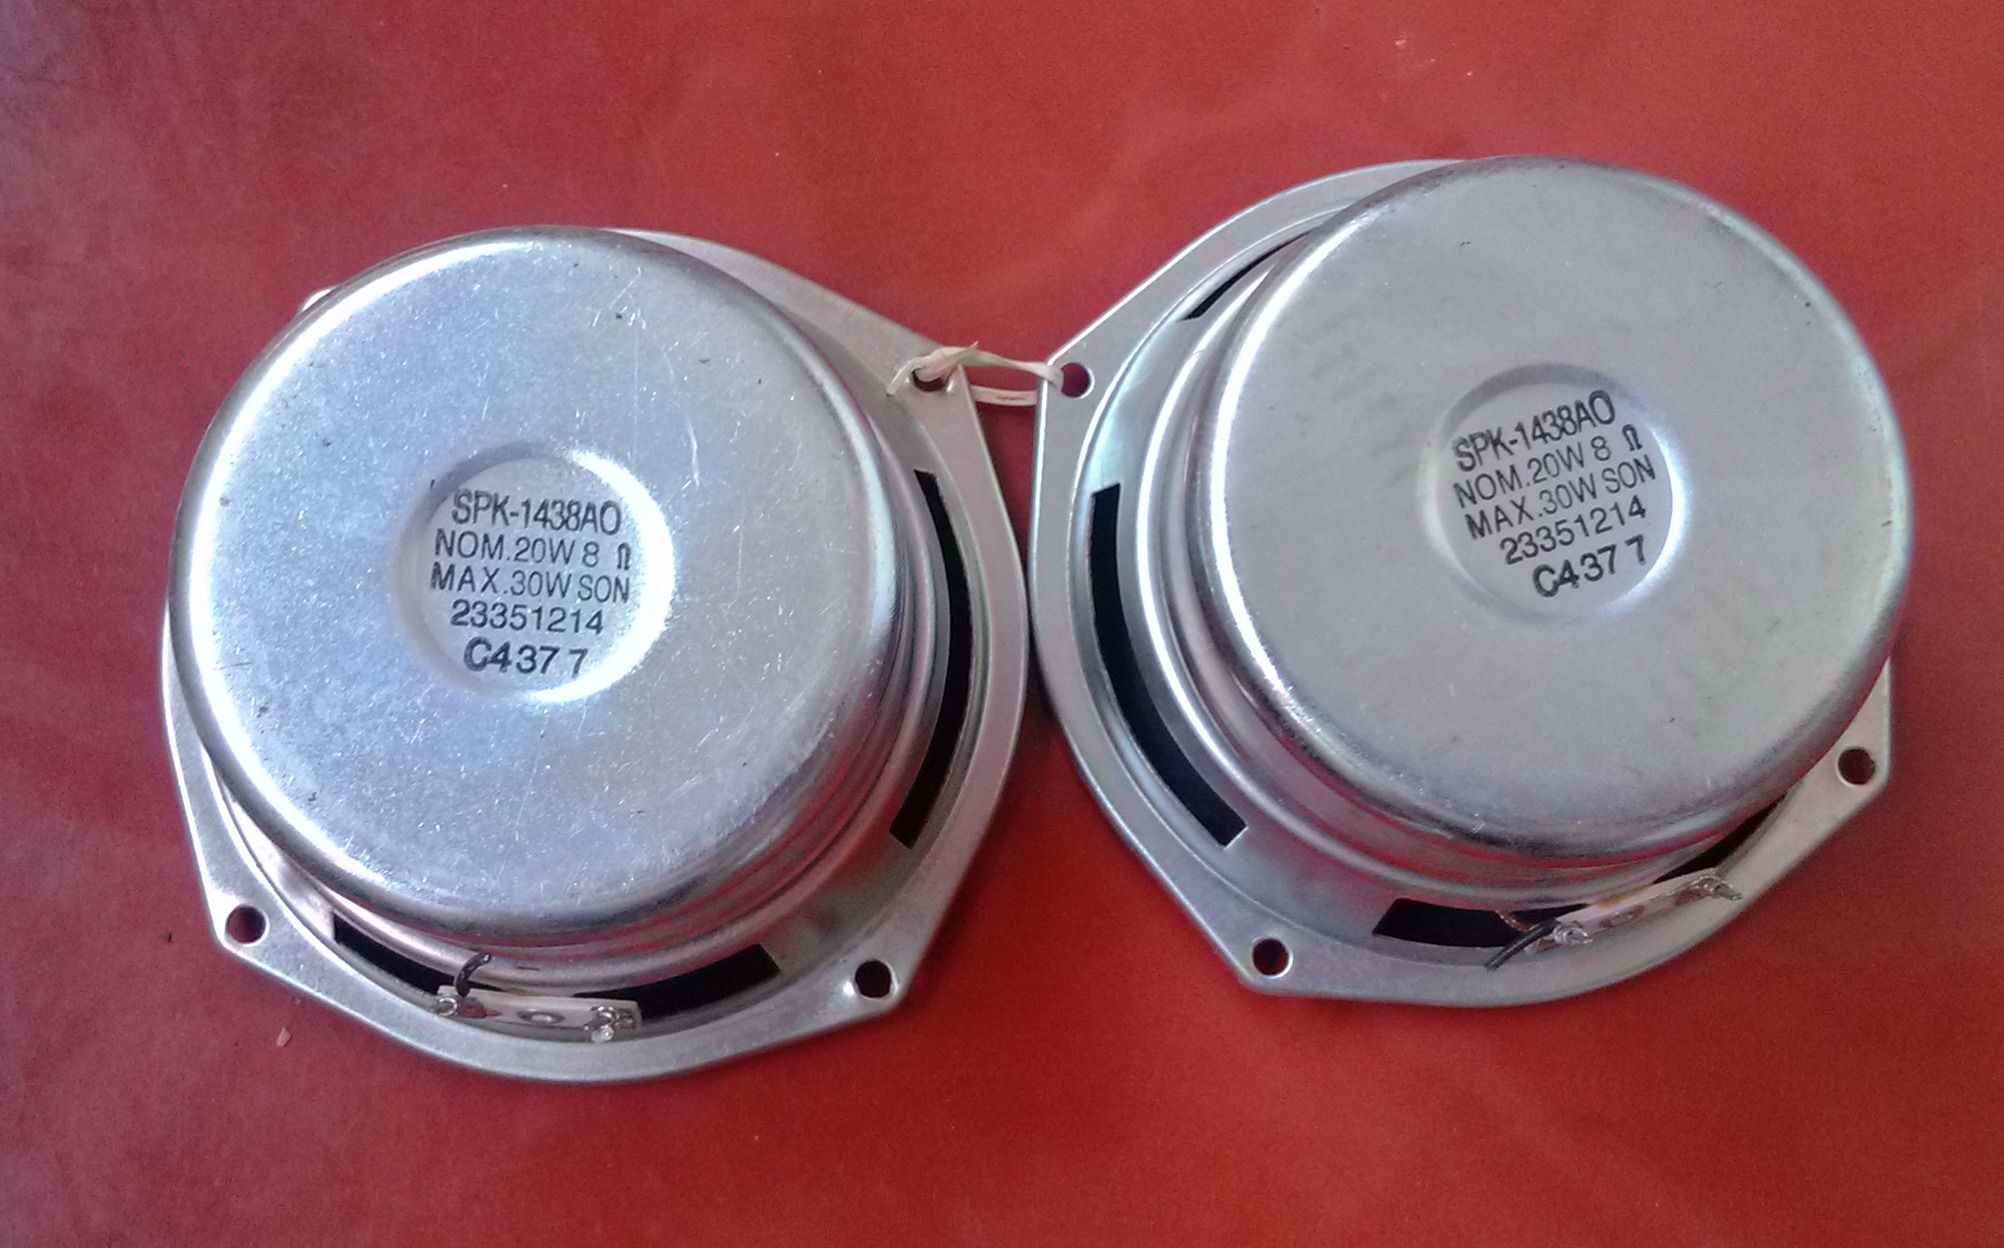 SPK-1438AO
NOM.20W 8 Ω
MAX.30W SON
23351214
C437 7
SPK-1438AO
NOM.20W 8 Ω
MAX.30W SON
23351214
C437 7